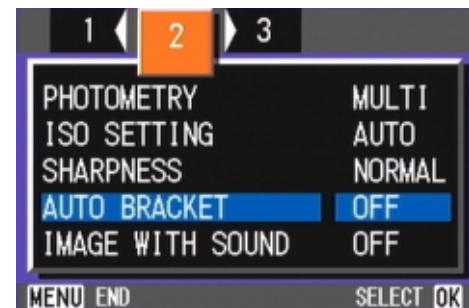 1 2 3
PHOTOMETRY MULTI
ISO SETTING AUTO
SHARPNESS NORMAL
AUTO BRACKET OFF
IMAGE WITH SOUND OFF
MENU END SELECT OK